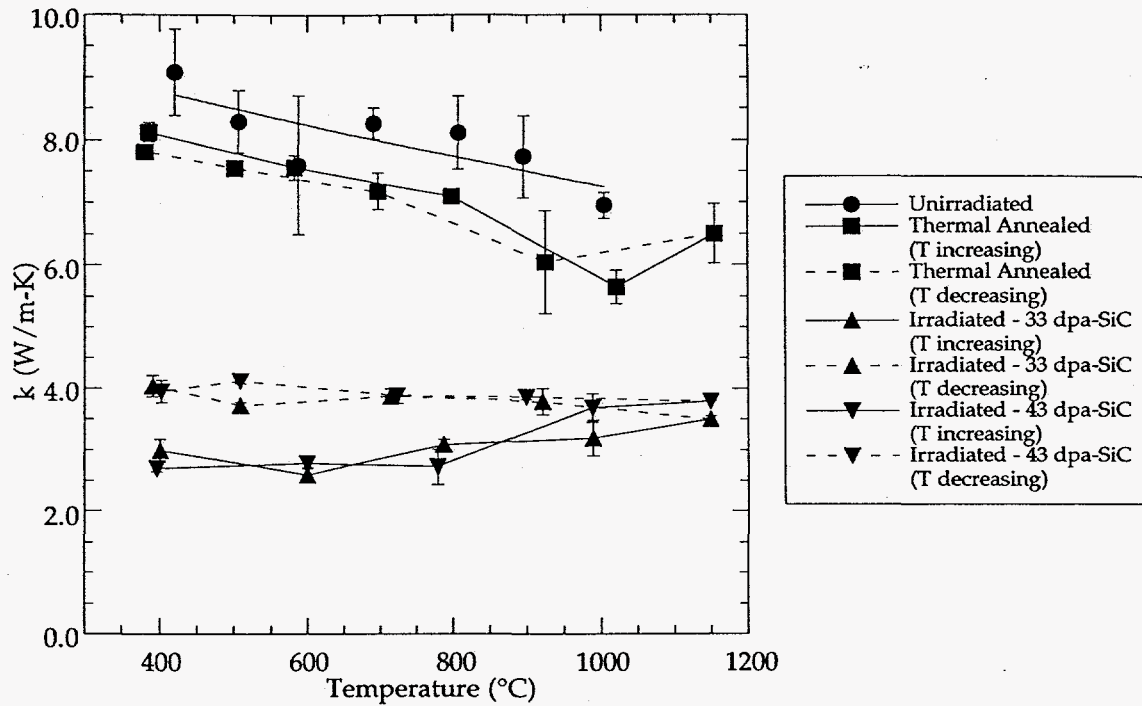 10.0
8.0
6.0
4.0
2.0
0.0
k (W/m-K)
400
600
800
1000
1200
Temperature (°C)
Unirradiated
Thermal Annealed
(T increasing)
Thermal Annealed
(T decreasing)
Irradiated - 33 dpa-SiC
(T increasing)
Irradiated - 33 dpa-SiC
(T decreasing)
Irradiated - 43 dpa-SiC
(T increasing)
Irradiated - 43 dpa-SiC
(T decreasing)